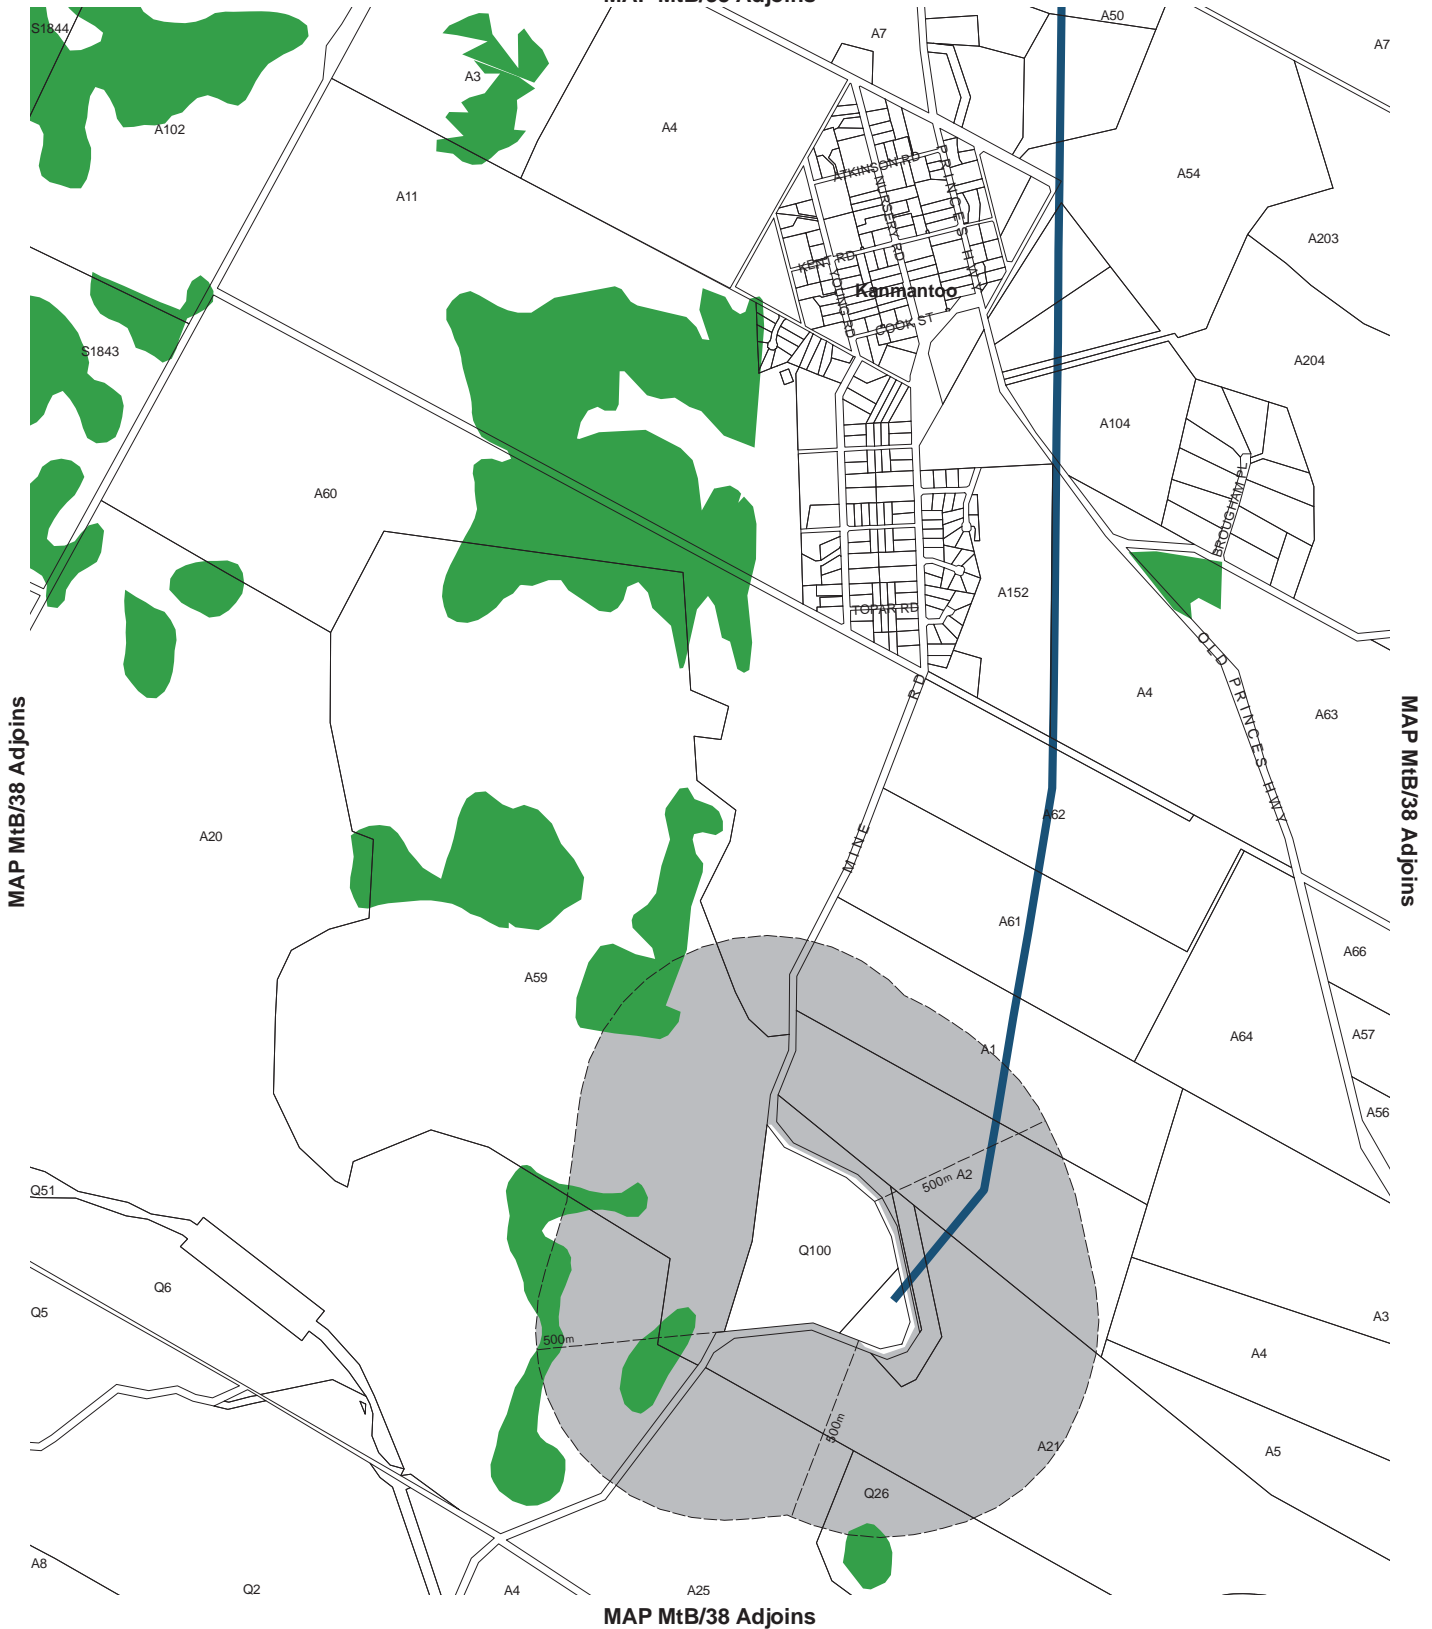 MAP MtB/38 Adjoins
S1844
A50
A7
A7
A3
A102
A4
ATKINSON RD
PRINCES HWY
A54
NURSERY RD
A11
A203
KENT RD
YOUNG RD
Kanmantoo
COOK ST
S1843
A204
A104
A60
BROUGHAM PL
A152
TOPAR RD
OLD PRINCES HWY
A4
A63
MINE RD
MAP MtB/38 Adjoins
MAP MtB/38 Adjoins
A62
A20
A61
A66
A59
A57
A64
A1
A56
500m
A2
Q51
Q100
Q6
Q5
A3
500m
A4
500m
A21
A5
Q26
A8
Q2
A4
A25
MAP MtB/38 Adjoins